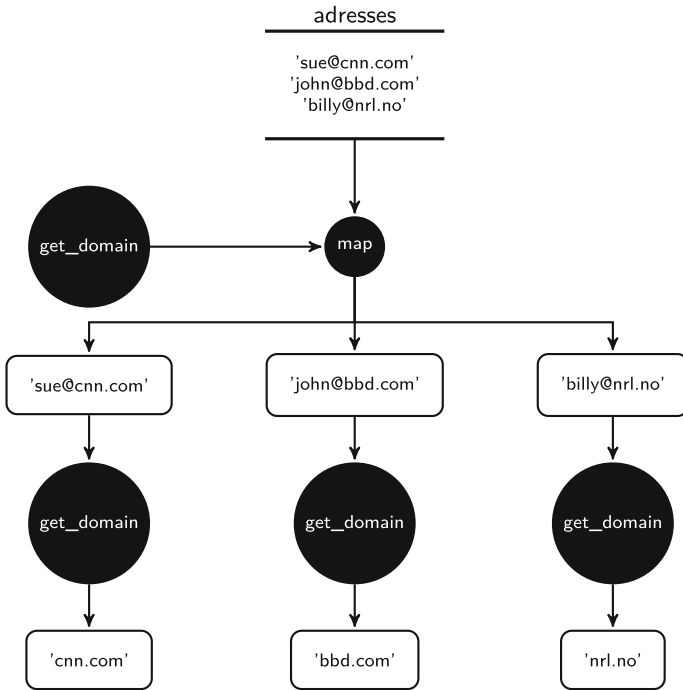 adresses
'sue@cnn.com'
'john@bbd.com'
'billy@nrl.no'
get_domain
map
'sue@cnn.com'
'john@bbd.com'
'billy@nrl.no'
get_domain
get_domain
get_domain
'cnn.com'
'bbd.com'
'nrl.no'